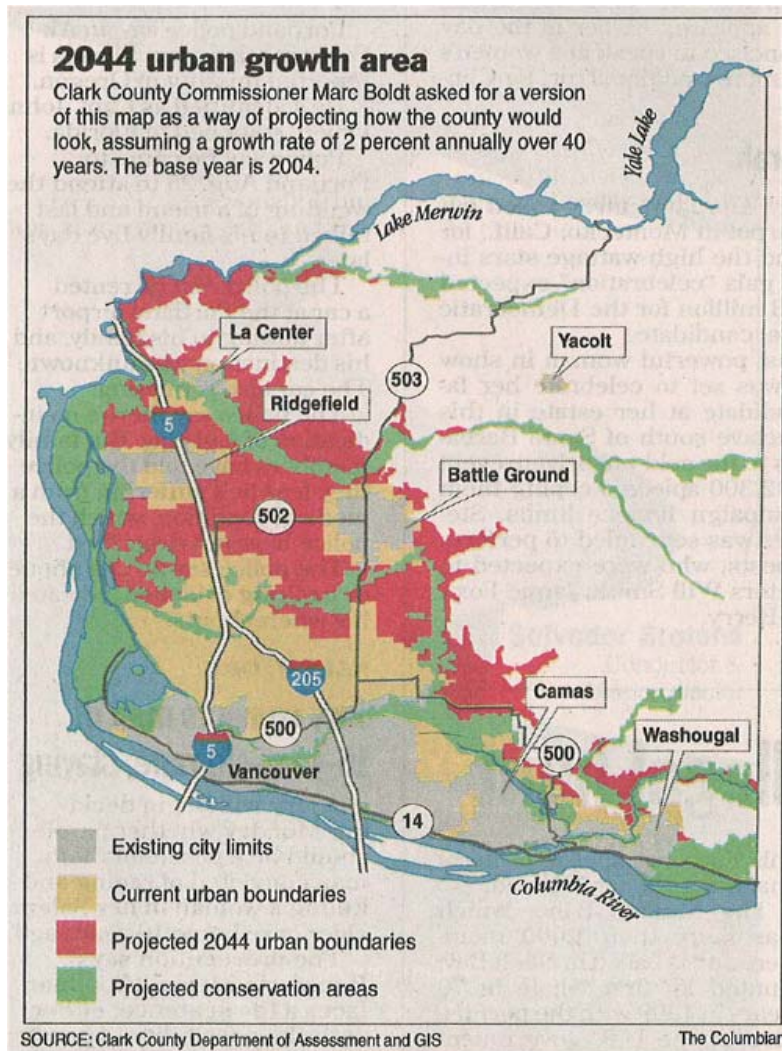 2044 urban growth area
Clark County Commissioner Marc Boldt asked for a version
of this map as a way of projecting how the county would
look, assuming a growth rate of 2 percent annually over 40
years. The base year is 2004.
Yale Lake
Lake Merwin
La Center
Yacolt
503
Ridgefield
5
Battle Ground
502
205
Camas
500
Washougal
500
5
Vancouver
14
Existing city limits
Columbia River
Current urban boundaries
Projected 2044 urban boundaries
Projected conservation areas
SOURCE: Clark County Department of Assessment and GIS
The Columbian